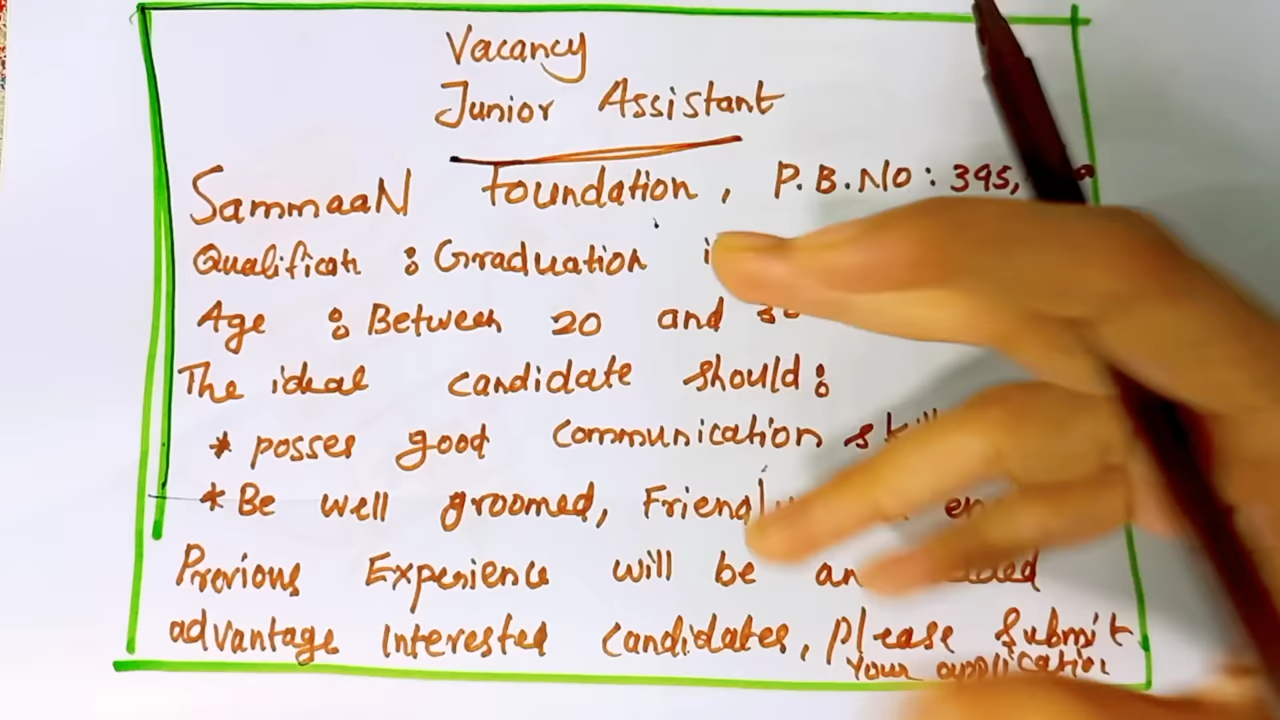 Vacancy
Junior Assistant
SammaaN Foundation, P.B.No: 395,
Qualificatn : Graduation
Age : Between 20 and
The ideal candidate should:
* posses good communication
* Be well groomed, Friendly
Previous Experience will be an
advantage Interested candidates, please Submit
Your application